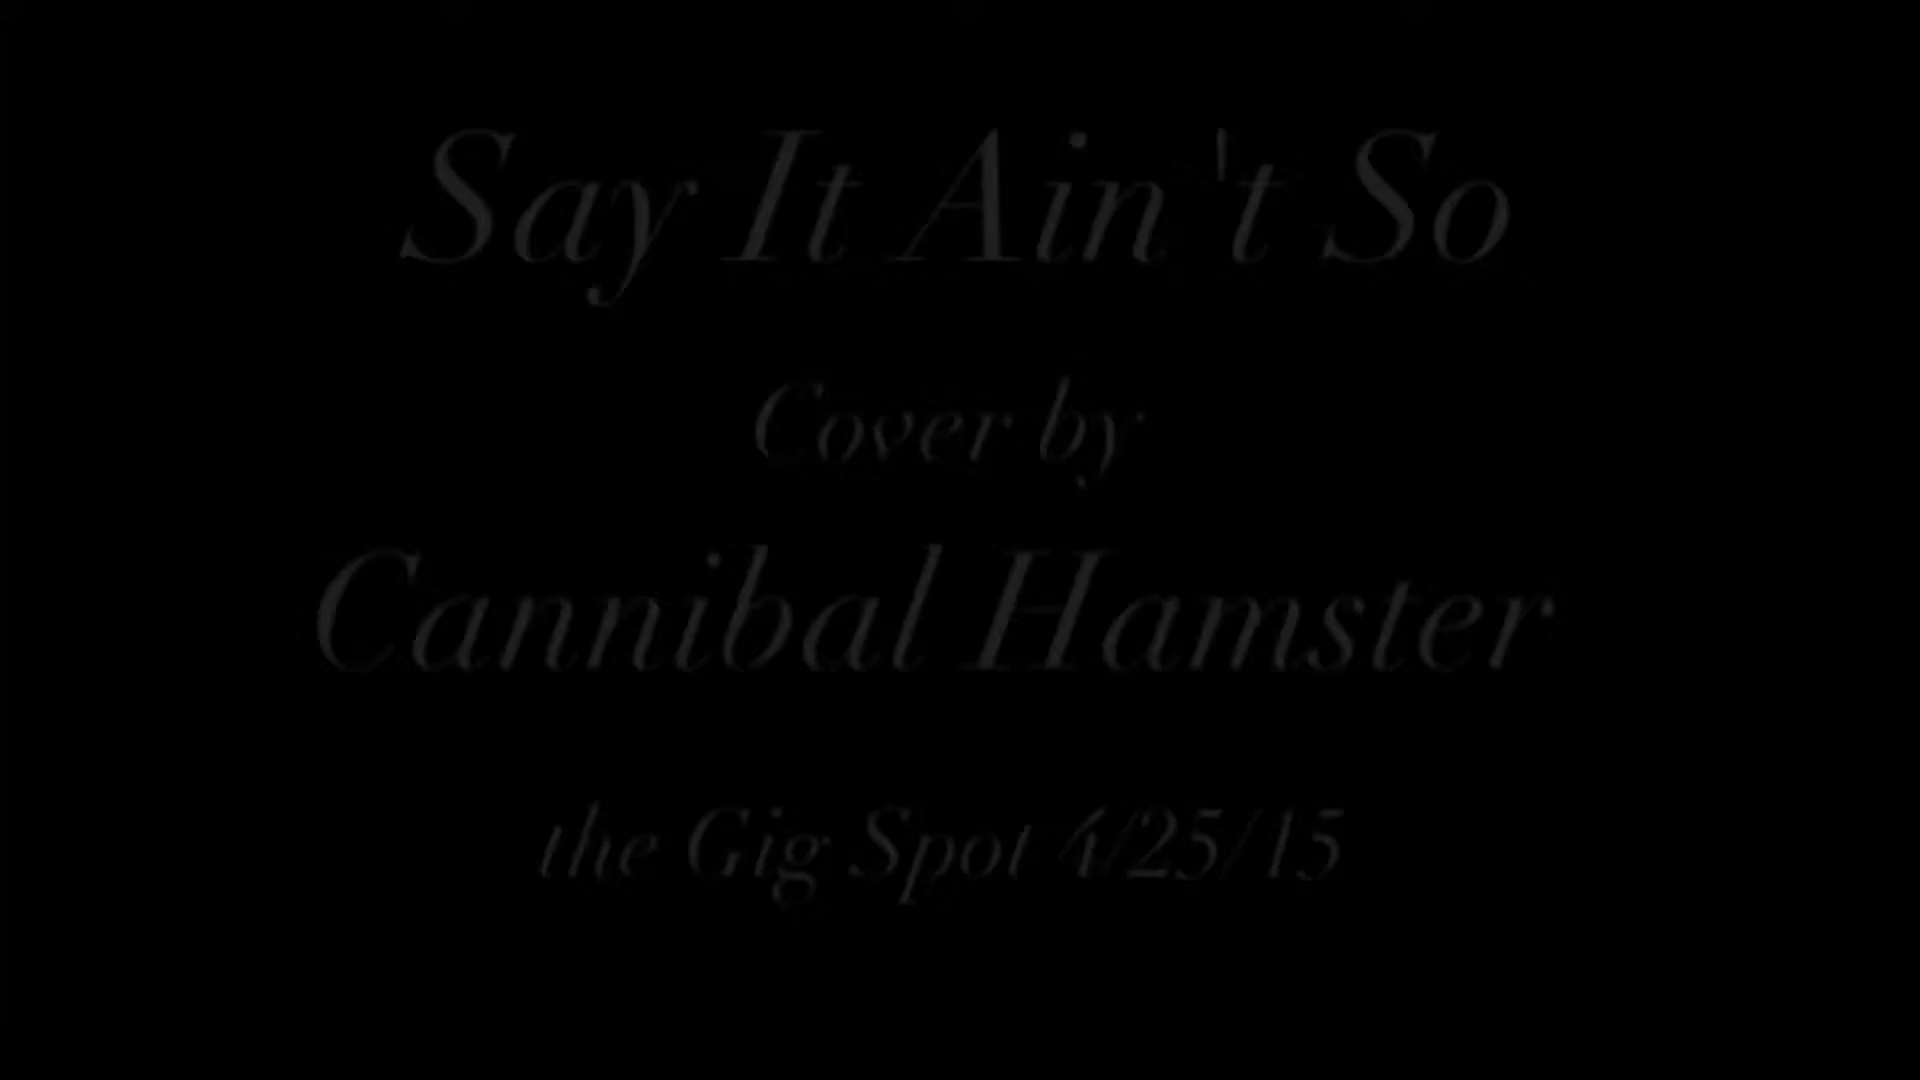 Say It Ain't So
Cover by
Cannibal Hamster
the Gig Spot 4/25/15